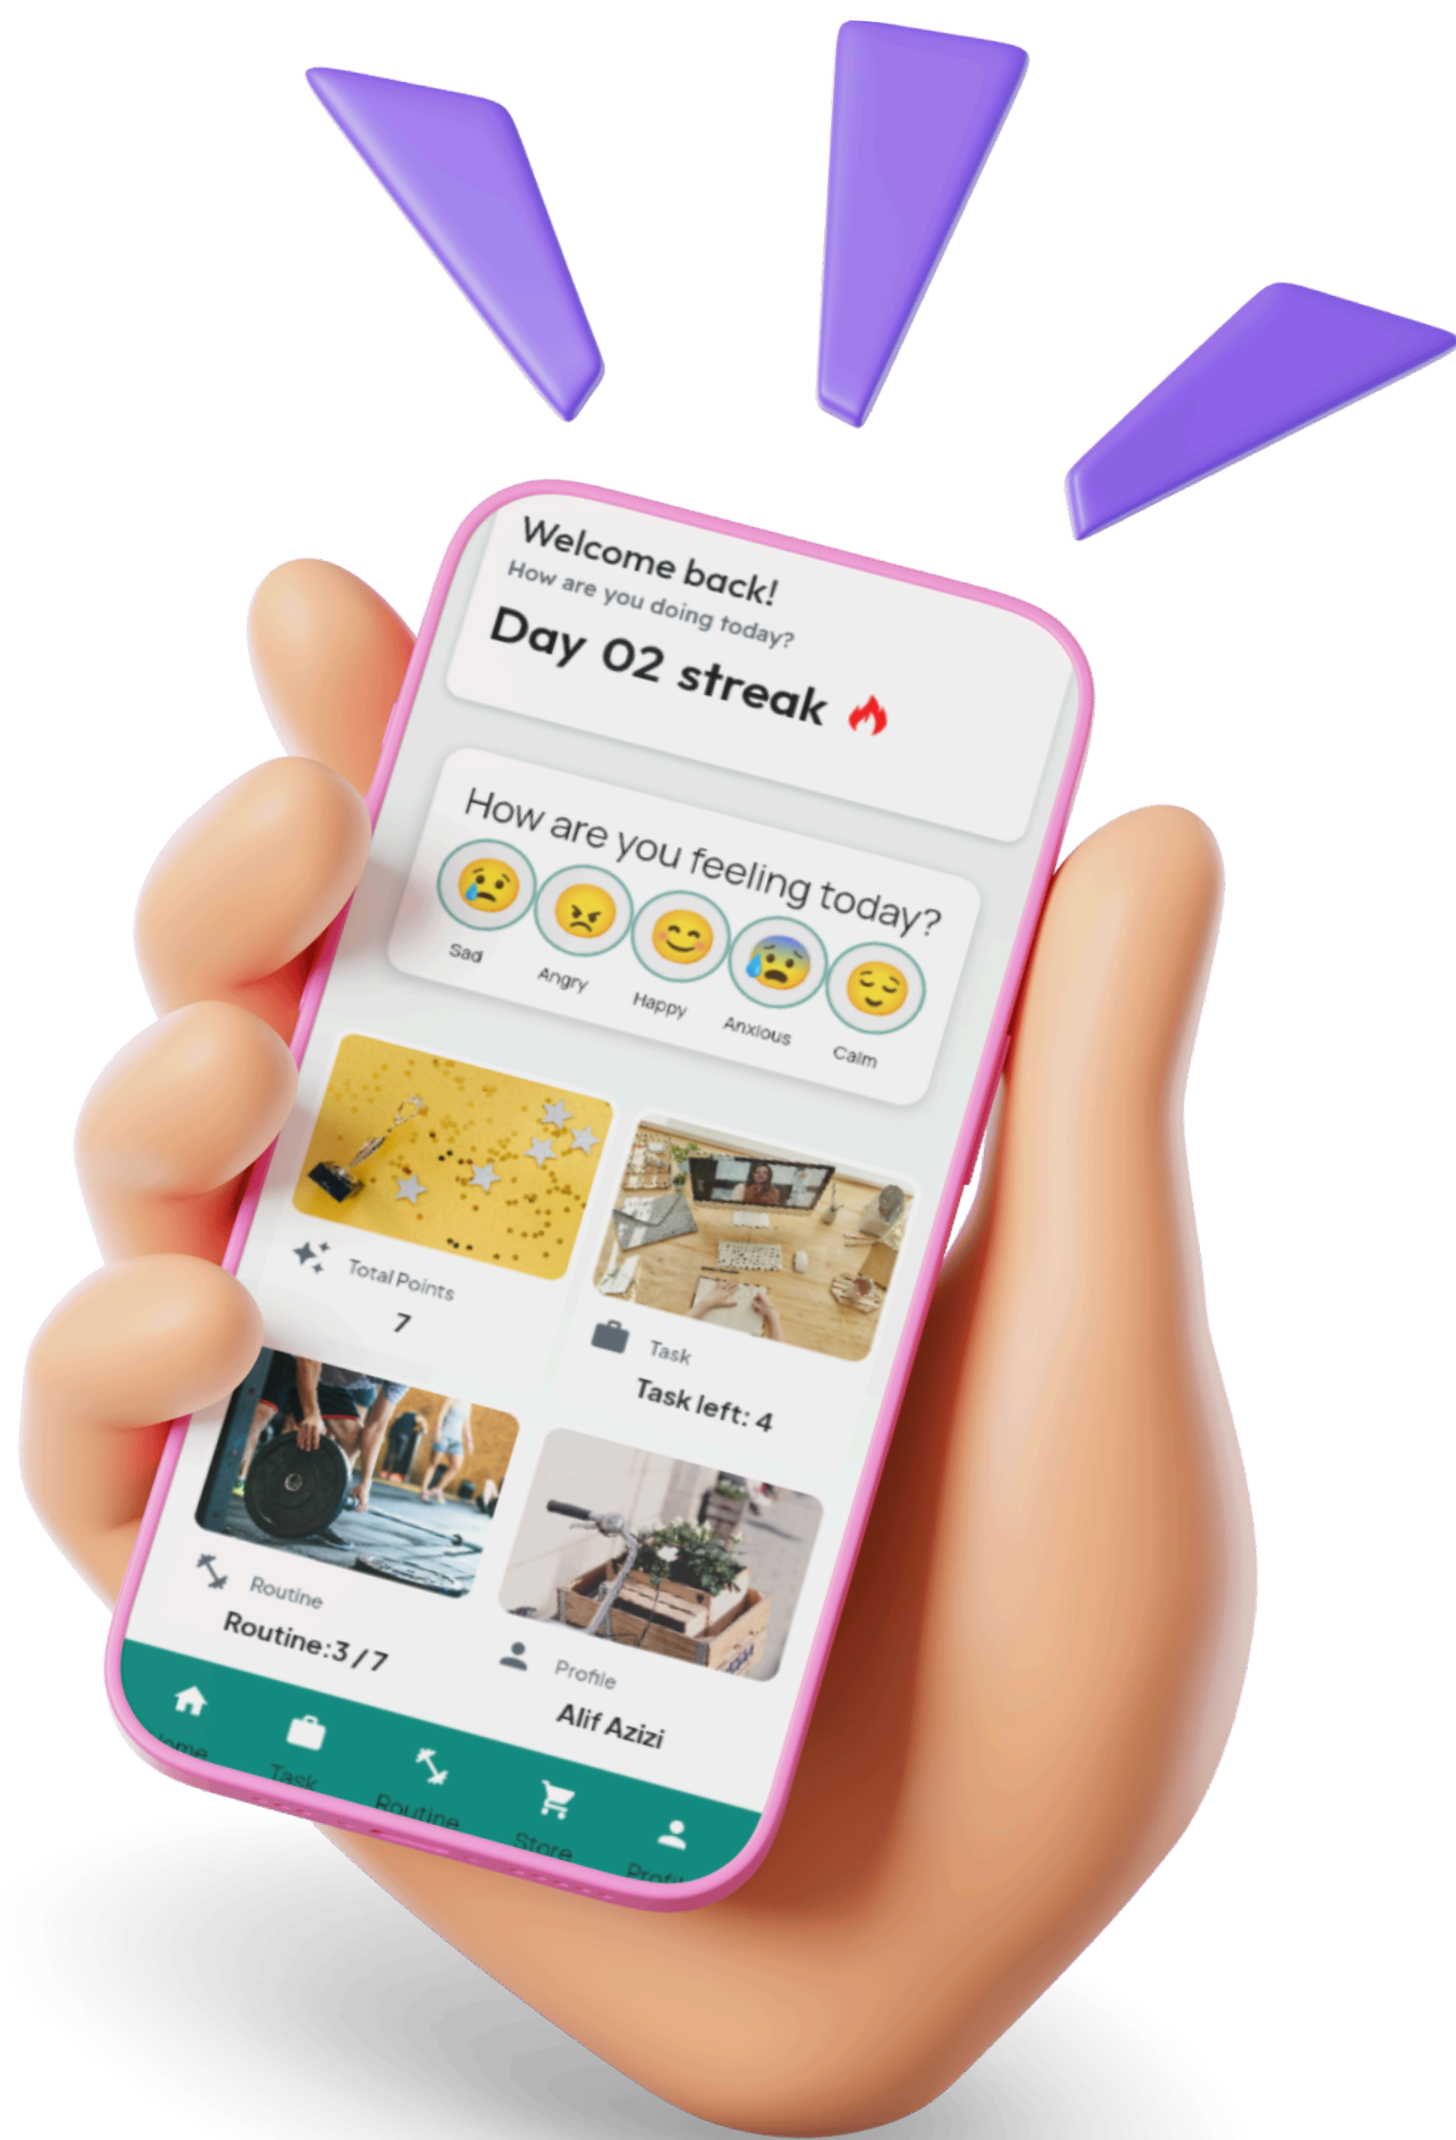 Welcome back!
How are you doing today?
Day 02 streak
How are you feeling today?
Sad
Angry
Happy
Anxious
Calm
Total Points
7
Task
Task left: 4
Routine
Routine:3 / 7
Profile
Alif Azizi
Task
Routine
Store